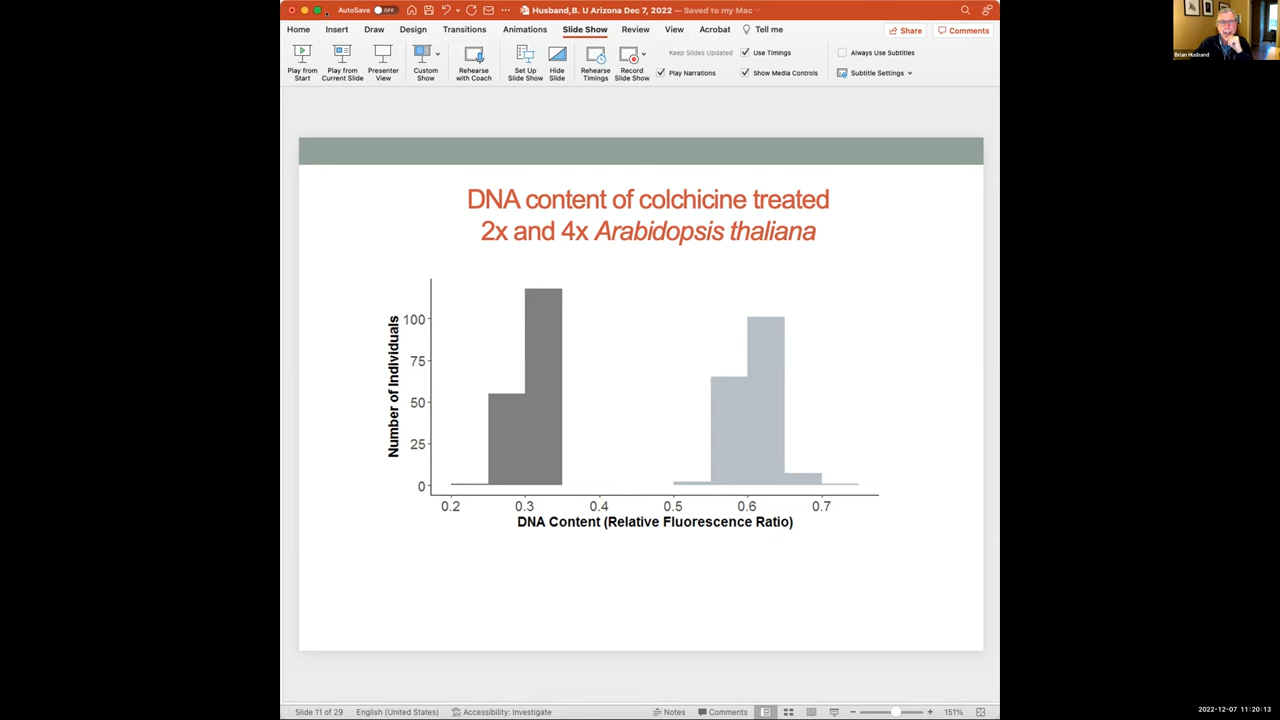 AutoSave OFF Husband,B. U Arizona Dec 7, 2022 — Saved to my Mac
Home Insert Draw Design Transitions Animations Slide Show Review View Acrobat Tell me Share Comments
Play from Start
Play from Current Slide
Presenter View
Custom Show
Rehearse with Coach
Set Up Slide Show
Hide Slide
Rehearse Timings
Record Slide Show
Keep Slides Updated
Use Timings
Play Narrations
Show Media Controls
Always Use Subtitles
Subtitle Settings
Brian Husband
DNA content of colchicine treated
2x and 4x Arabidopsis thaliana
Number of Individuals
100
75
50
25
0
0.2 0.3 0.4 0.5 0.6 0.7
DNA Content (Relative Fluorescence Ratio)
Slide 11 of 29 English (United States) Accessibility: Investigate Notes Comments 151%
2022-12-07 11:20:13